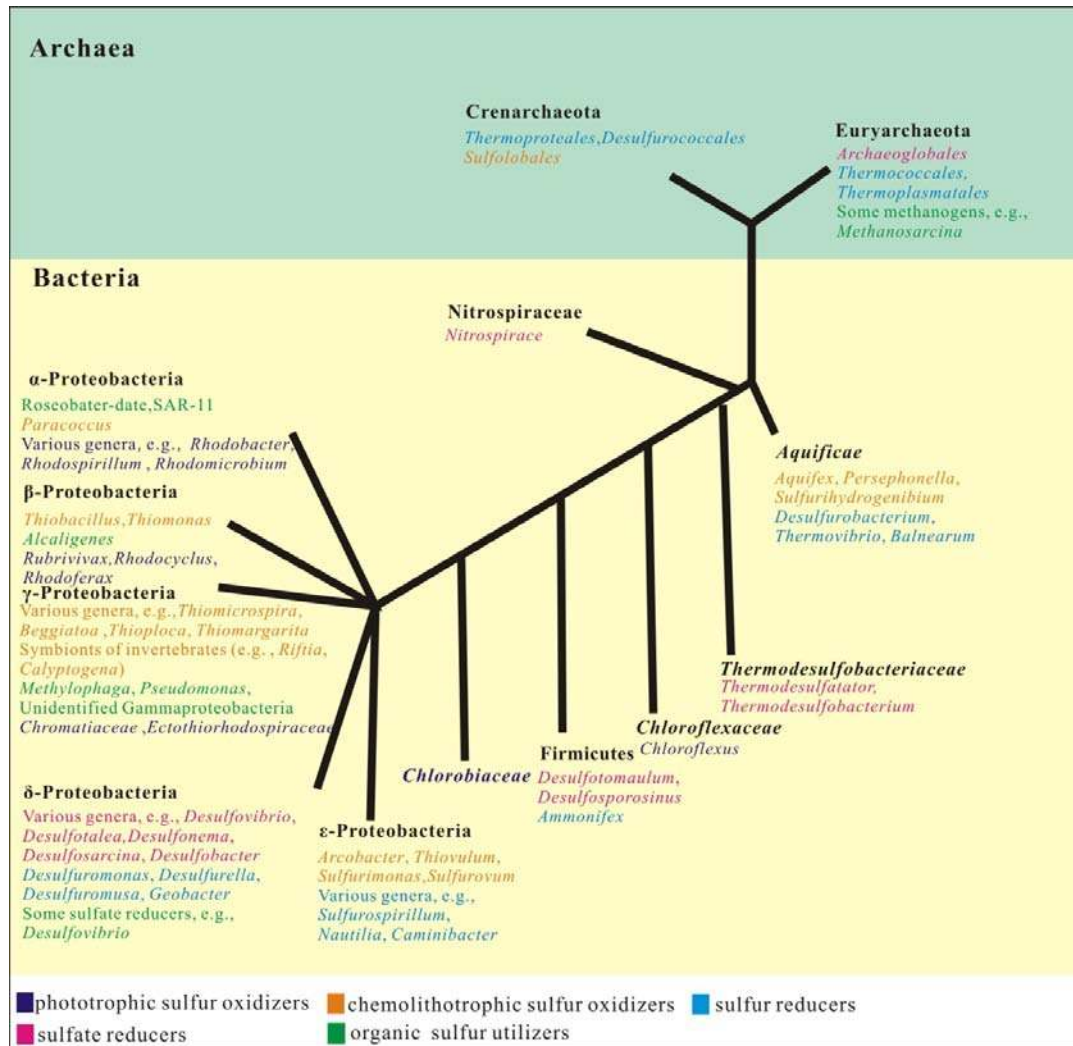 Archaea
Crenarchaeota
Thermoproteales,Desulfurococcales
Sulfolobales
Euryarchaeota
Archaeoglobales
Thermococcales,
Thermoplasmatales
Some methanogens, e.g.,
Methanosarcina
Bacteria
Nitrospiraceae
Nitrospirace
α-Proteobacteria
Roseobater-date,SAR-11
Paracoccus
Various genera, e.g., Rhodobacter,
Rhodospirillum , Rhodomicrobium
β-Proteobacteria
Thiobacillus,Thiomonas
Alcaligenes
Rubrivivax,Rhodocyclus,
Rhodoferax
γ-Proteobacteria
Various genera, e.g.,Thiomicrospira,
Beggiatoa ,Thioploca, Thiomargarita
Symbionts of invertebrates (e.g. , Riftia,
Calyptogena)
Methylophaga, Pseudomonas,
Unidentified Gammaproteobacteria
Chromatiaceae ,Ectothiorhodospiraceae
δ-Proteobacteria
Various genera, e.g., Desulfovibrio,
Desulfotalea,Desulfonema,
Desulfosarcina, Desulfobacter
Desulfuromonas, Desulfurella,
Desulfuromusa, Geobacter
Some sulfate reducers, e.g.,
Desulfovibrio
ε-Proteobacteria
Arcobacter, Thiovulum,
Sulfurimonas,Sulfurovum
Various genera, e.g.,
Sulfurospirillum,
Nautilia, Caminibacter
Chlorobiaceae
Firmicutes
Desulfotomaulum,
Desulfosporosinus
Ammonifex
Chloroflexaceae
Chloroflexus
Thermodesulfobacteriaceae
Thermodesulfatator,
Thermodesulfobacterium
Aquificae
Aquifex, Persephonella,
Sulfurihydrogenibium
Desulfurobacterium,
Thermovibrio, Balnearum
phototrophic sulfur oxidizers
chemolithotrophic sulfur oxidizers
sulfur reducers
sulfate reducers
organic sulfur utilizers